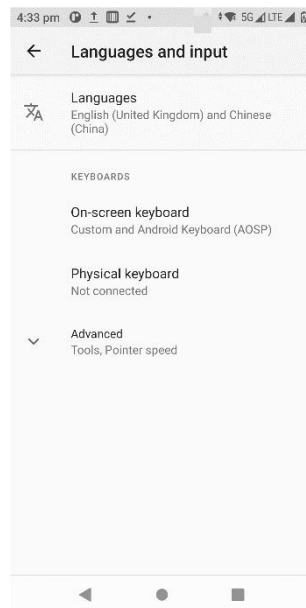 4:33 pm 5G LTE
Languages and input
Languages
English (United Kingdom) and Chinese
(China)
KEYBOARDS
On-screen keyboard
Custom and Android Keyboard (AOSP)
Physical keyboard
Not connected
Advanced
Tools, Pointer speed